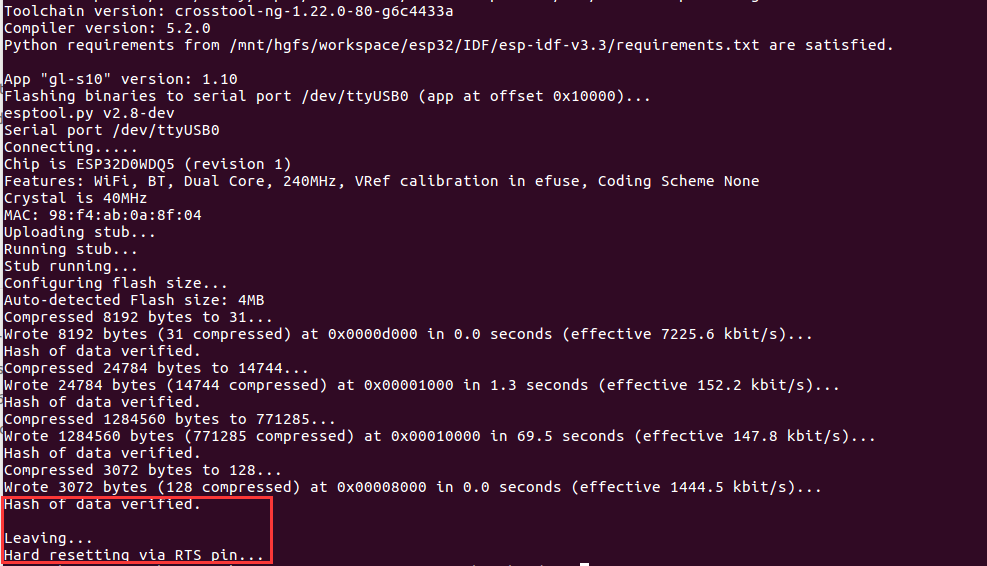 Toolchain version: crosstool-ng-1.22.0-80-g6c4433a
Compiler version: 5.2.0
Python requirements from /mnt/hgfs/workspace/esp32/IDF/esp-idf-v3.3/requirements.txt are satisfied.
App "gl-s10" version: 1.10
Flashing binaries to serial port /dev/ttyUSB0 (app at offset 0x10000)...
esptool.py v2.8-dev
Serial port /dev/ttyUSB0
Connecting.....
Chip is ESP32D0WDQ5 (revision 1)
Features: WiFi, BT, Dual Core, 240MHz, VRef calibration in efuse, Coding Scheme None
Crystal is 40MHz
MAC: 98:f4:ab:0a:8f:04
Uploading stub...
Running stub...
Stub running...
Configuring flash size...
Auto-detected Flash size: 4MB
Compressed 8192 bytes to 31...
Wrote 8192 bytes (31 compressed) at 0x0000d000 in 0.0 seconds (effective 7225.6 kbit/s)...
Hash of data verified.
Compressed 24784 bytes to 14744...
Wrote 24784 bytes (14744 compressed) at 0x00001000 in 1.3 seconds (effective 152.2 kbit/s)...
Hash of data verified.
Compressed 1284560 bytes to 771285...
Wrote 1284560 bytes (771285 compressed) at 0x00010000 in 69.5 seconds (effective 147.8 kbit/s)...
Hash of data verified.
Compressed 3072 bytes to 128...
Wrote 3072 bytes (128 compressed) at 0x00008000 in 0.0 seconds (effective 1444.5 kbit/s)...
Hash of data verified.
Leaving...
Hard resetting via RTS pin...